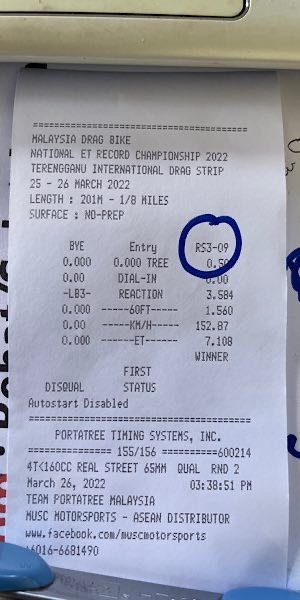 ========================================
MALAYSIA DRAG BIKE
NATIONAL ET RECORD CHAMPIONSHIP 2022
TERENGGANU INTERNATIONAL DRAG STRIP
25 - 26 MARCH 2022
LENGTH : 201M - 1/8 MILES
SURFACE : NO-PREP
BYE Entry RS3-09
0.000 0.000 TREE
0.00 DIAL-IN 0.00
-LB3- REACTION 3.584
0.000 ------60FT----- 1.560
0.00 -----KM/H------ 152.87
0.000 ------ET------- 7.108
WINNER
FIRST
DISQUAL STATUS
Autostart Disabled
========================================
PORTATREE TIMING SYSTEMS, INC.
=============== 155/156 ==========600214
4T<160CC REAL STREET 65MM QUAL RND 2
March 26, 2022 03:38:51 PM
TEAM PORTATREE MALAYSIA
MUSC MOTORSPORTS - ASEAN DISTRIBUTOR
www.facebook.com/muscmotorsports
+6016-6681490